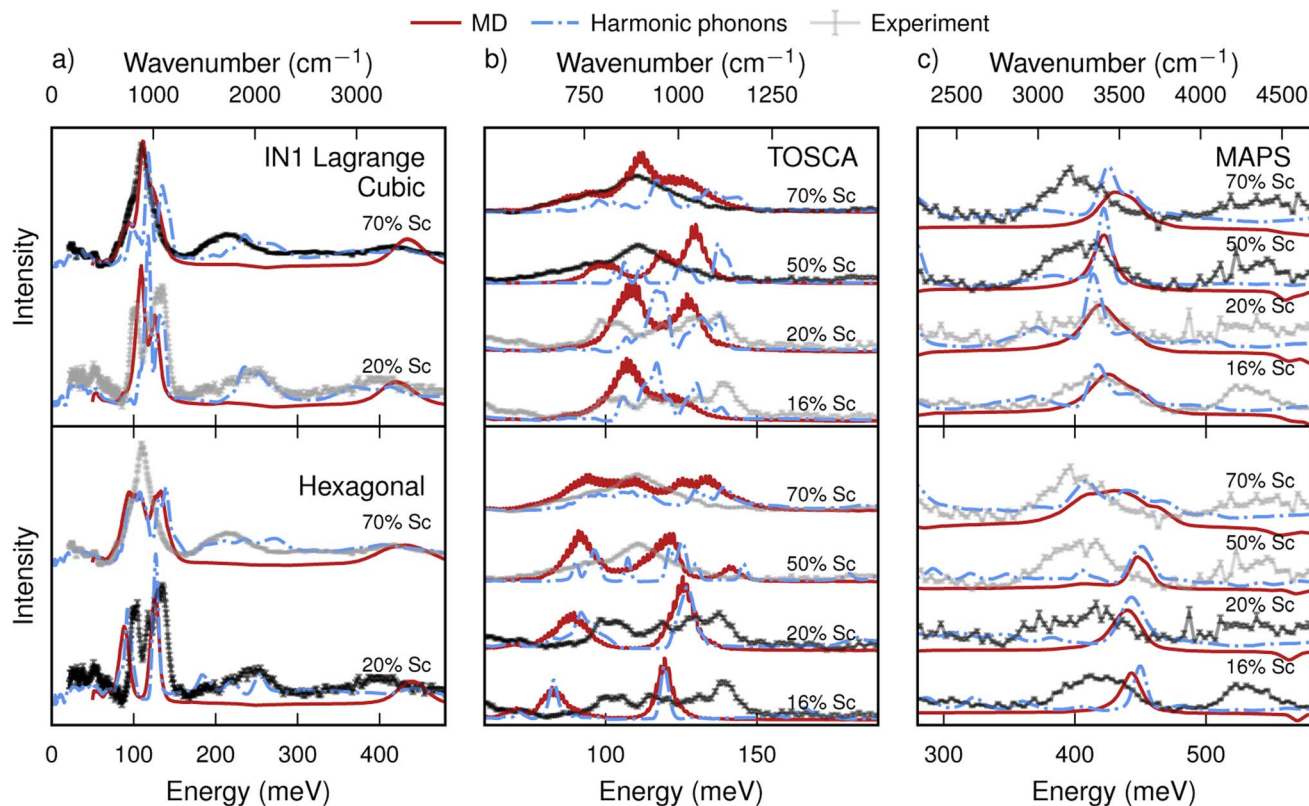 MD Harmonic phonons Experiment
a) Wavenumber (cm⁻¹)
0 1000 2000 3000
IN1 Lagrange
Cubic
70% Sc
20% Sc
Intensity
Hexagonal
70% Sc
20% Sc
Intensity
0 100 200 300 400
Energy (meV)
b) Wavenumber (cm⁻¹)
750 1000 1250
TOSCA
70% Sc
50% Sc
20% Sc
16% Sc
70% Sc
50% Sc
20% Sc
16% Sc
100 150
Energy (meV)
c) Wavenumber (cm⁻¹)
2500 3000 3500 4000 4500
MAPS
70% Sc
50% Sc
20% Sc
16% Sc
70% Sc
50% Sc
20% Sc
16% Sc
300 400 500
Energy (meV)